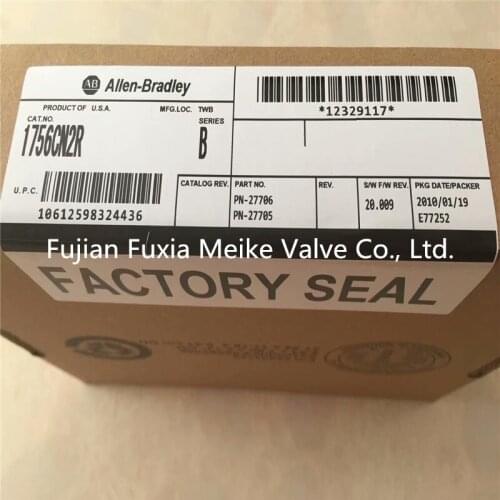 AB Allen-Bradley
*12329117*
PRODUCT OF U.S.A. MFG.LOC. TWB
CAT.NO. SERIES
1756CN2R B
CATALOG REV. PART NO. REV. S/W F/W REV. PKG DATE/PACKER
PN-27706 20.009 2010/01/19
PN-27705 E77252
U.P.C.
10612598324436
Fujian Fuxia Meike Valve Co., Ltd.
FACTORY SEAL